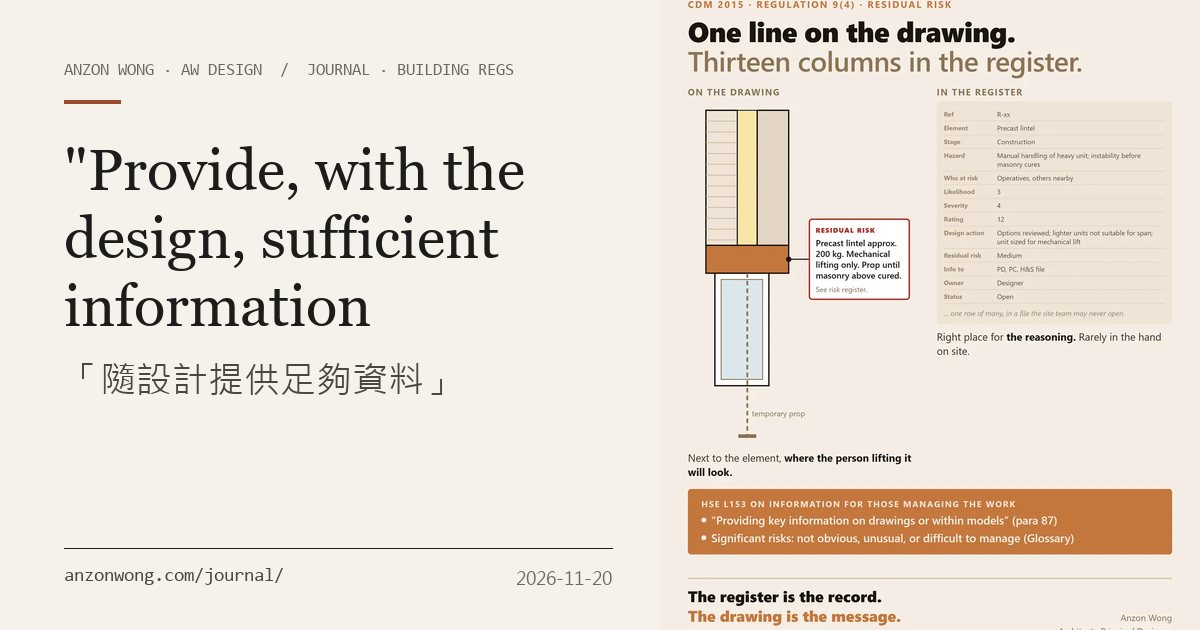 ANZON WONG · AW DESIGN / JOURNAL · BUILDING REGS
"Provide, with the
design, sufficient
information
「隨設計提供足夠資料」
anzonwong.com/journal/
2026-11-20
CDM 2015 · REGULATION 9(4) · RESIDUAL RISK
One line on the drawing.
Thirteen columns in the register.
ON THE DRAWING
RESIDUAL RISK
Precast lintel approx.
200 kg. Mechanical
lifting only. Prop until
masonry above cured.
See risk register.
temporary prop
Next to the element, where the person lifting it
will look.
IN THE REGISTER
Ref R-xx
Element Precast lintel
Stage Construction
Hazard Manual handling of heavy unit; instability before
masonry cures
Who at risk Operatives, others nearby
Likelihood 3
Severity 4
Rating 12
Design action Options reviewed; lighter units not suitable for span;
unit sized for mechanical lift
Residual risk Medium
Info to PD, PC, H&S file
Owner Designer
Status Open
... one row of many, in a file the site team may never open.
Right place for the reasoning. Rarely in the hand
on site.
HSE L153 ON INFORMATION FOR THOSE MANAGING THE WORK
• “Providing key information on drawings or within models” (para 87)
• Significant risks: not obvious, unusual, or difficult to manage (Glossary)
The register is the record.
The drawing is the message.
Anzon Wong